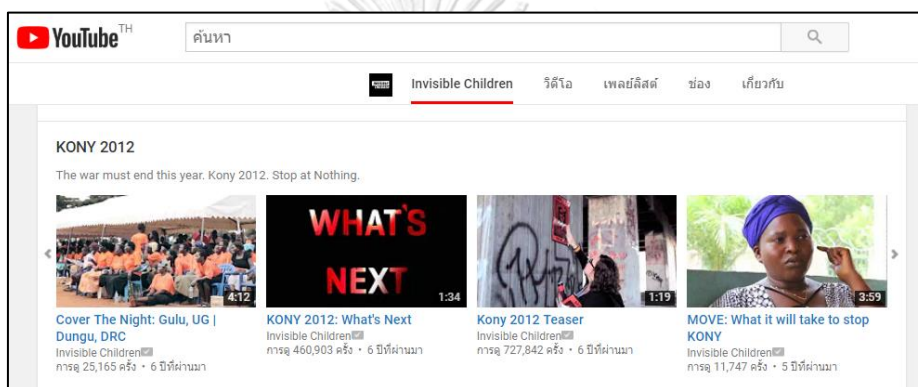 YouTube TH
ค้นหา
Invisible Children วิดีโอ เพลย์ลิสต์ ช่อง เกี่ยวกับ
KONY 2012
The war must end this year. Kony 2012. Stop at Nothing.
4:12
Cover The Night: Gulu, UG |
Dungu, DRC
Invisible Children
การดู 25,165 ครั้ง • 6 ปีที่ผ่านมา
WHAT'S
NEXT
1:34
KONY 2012: What's Next
Invisible Children
การดู 460,903 ครั้ง • 6 ปีที่ผ่านมา
1:19
Kony 2012 Teaser
Invisible Children
การดู 727,842 ครั้ง • 6 ปีที่ผ่านมา
3:59
MOVE: What it will take to stop
KONY
Invisible Children
การดู 11,747 ครั้ง • 5 ปีที่ผ่านมา